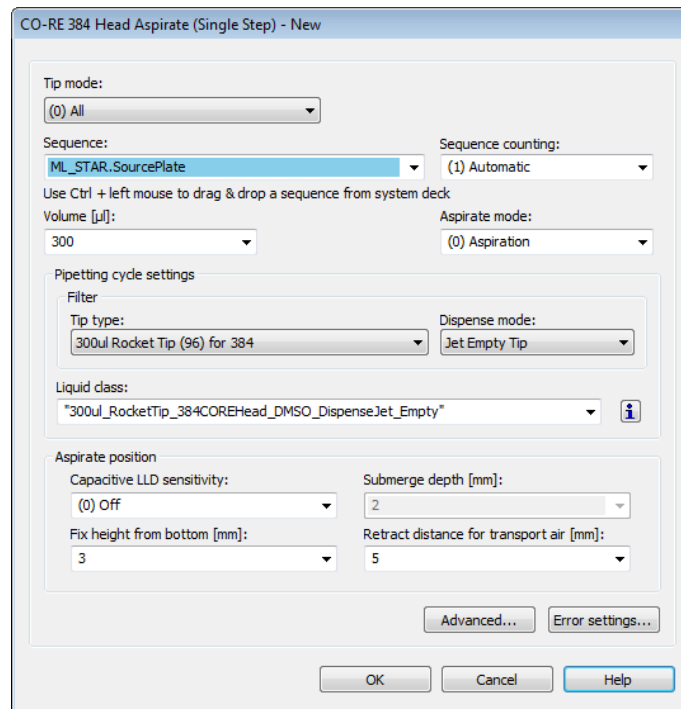 CO-RE 384 Head Aspirate (Single Step) - New
Tip mode:
(0) All
Sequence: Sequence counting:
ML_STAR.SourcePlate (1) Automatic
Use Ctrl + left mouse to drag & drop a sequence from system deck
Volume [µl]: Aspirate mode:
300 (0) Aspiration
Pipetting cycle settings
Filter
Tip type: Dispense mode:
300ul Rocket Tip (96) for 384 Jet Empty Tip
Liquid class:
"300ul_RocketTip_384COREHead_DMSO_DispenseJet_Empty" i
Aspirate position
Capacitive LLD sensitivity: Submerge depth [mm]:
(0) Off 2
Fix height from bottom [mm]: Retract distance for transport air [mm]:
3 5
Advanced... Error settings...
OK Cancel Help